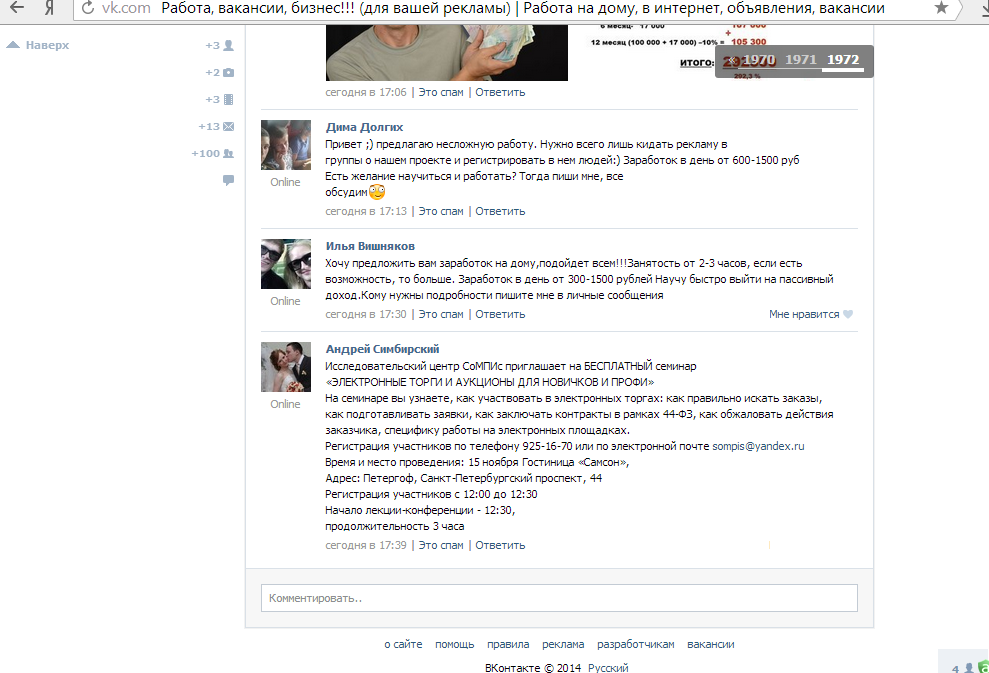 vk.com Работа, вакансии, бизнес!!! (для вашей рекламы) | Работа на дому, в интернет, объявления, вакансии
Наверх
+3
+2
+3
+13
+100
12 месяц (100 000 + 17 000) –10% = 105 300
ИТОГО:
« 1970 1971 1972
сегодня в 17:06 | Это спам | Ответить
Дима Долгих
Привет ;) предлагаю несложную работу. Нужно всего лишь кидать рекламу в
группы о нашем проекте и регистрировать в нем людей:) Заработок в день от 600-1500 руб
Есть желание научиться и работать? Тогда пиши мне, все
обсудим
Online
сегодня в 17:13 | Это спам | Ответить
Илья Вишняков
Хочу предложить вам заработок на дому,подойдет всем!!!Занятость от 2-3 часов, если есть
возможность, то больше. Заработок в день от 300-1500 рублей Научу быстро выйти на пассивный
доход.Кому нужны подробности пишите мне в личные сообщения
Online
сегодня в 17:30 | Это спам | Ответить Мне нравится
Андрей Симбирский
Исследовательский центр СоМПИс приглашает на БЕСПЛАТНЫЙ семинар
«ЭЛЕКТРОННЫЕ ТОРГИ И АУКЦИОНЫ ДЛЯ НОВИЧКОВ И ПРОФИ»
Online
На семинаре вы узнаете, как участвовать в электронных торгах: как правильно искать заказы,
как подготавливать заявки, как заключать контракты в рамках 44-ФЗ, как обжаловать действия
заказчика, специфику работы на электронных площадках.
Регистрация участников по телефону 925-16-70 или по электронной почте sompis@yandex.ru
Время и место проведения: 15 ноября Гостиница «Самсон»,
Адрес: Петергоф, Санкт-Петербургский проспект, 44
Регистрация участников с 12:00 до 12:30
Начало лекции-конференции - 12:30,
продолжительность 3 часа
сегодня в 17:39 | Это спам | Ответить
Комментировать..
о сайте помощь правила реклама разработчикам вакансии
ВКонтакте © 2014 Русский
4